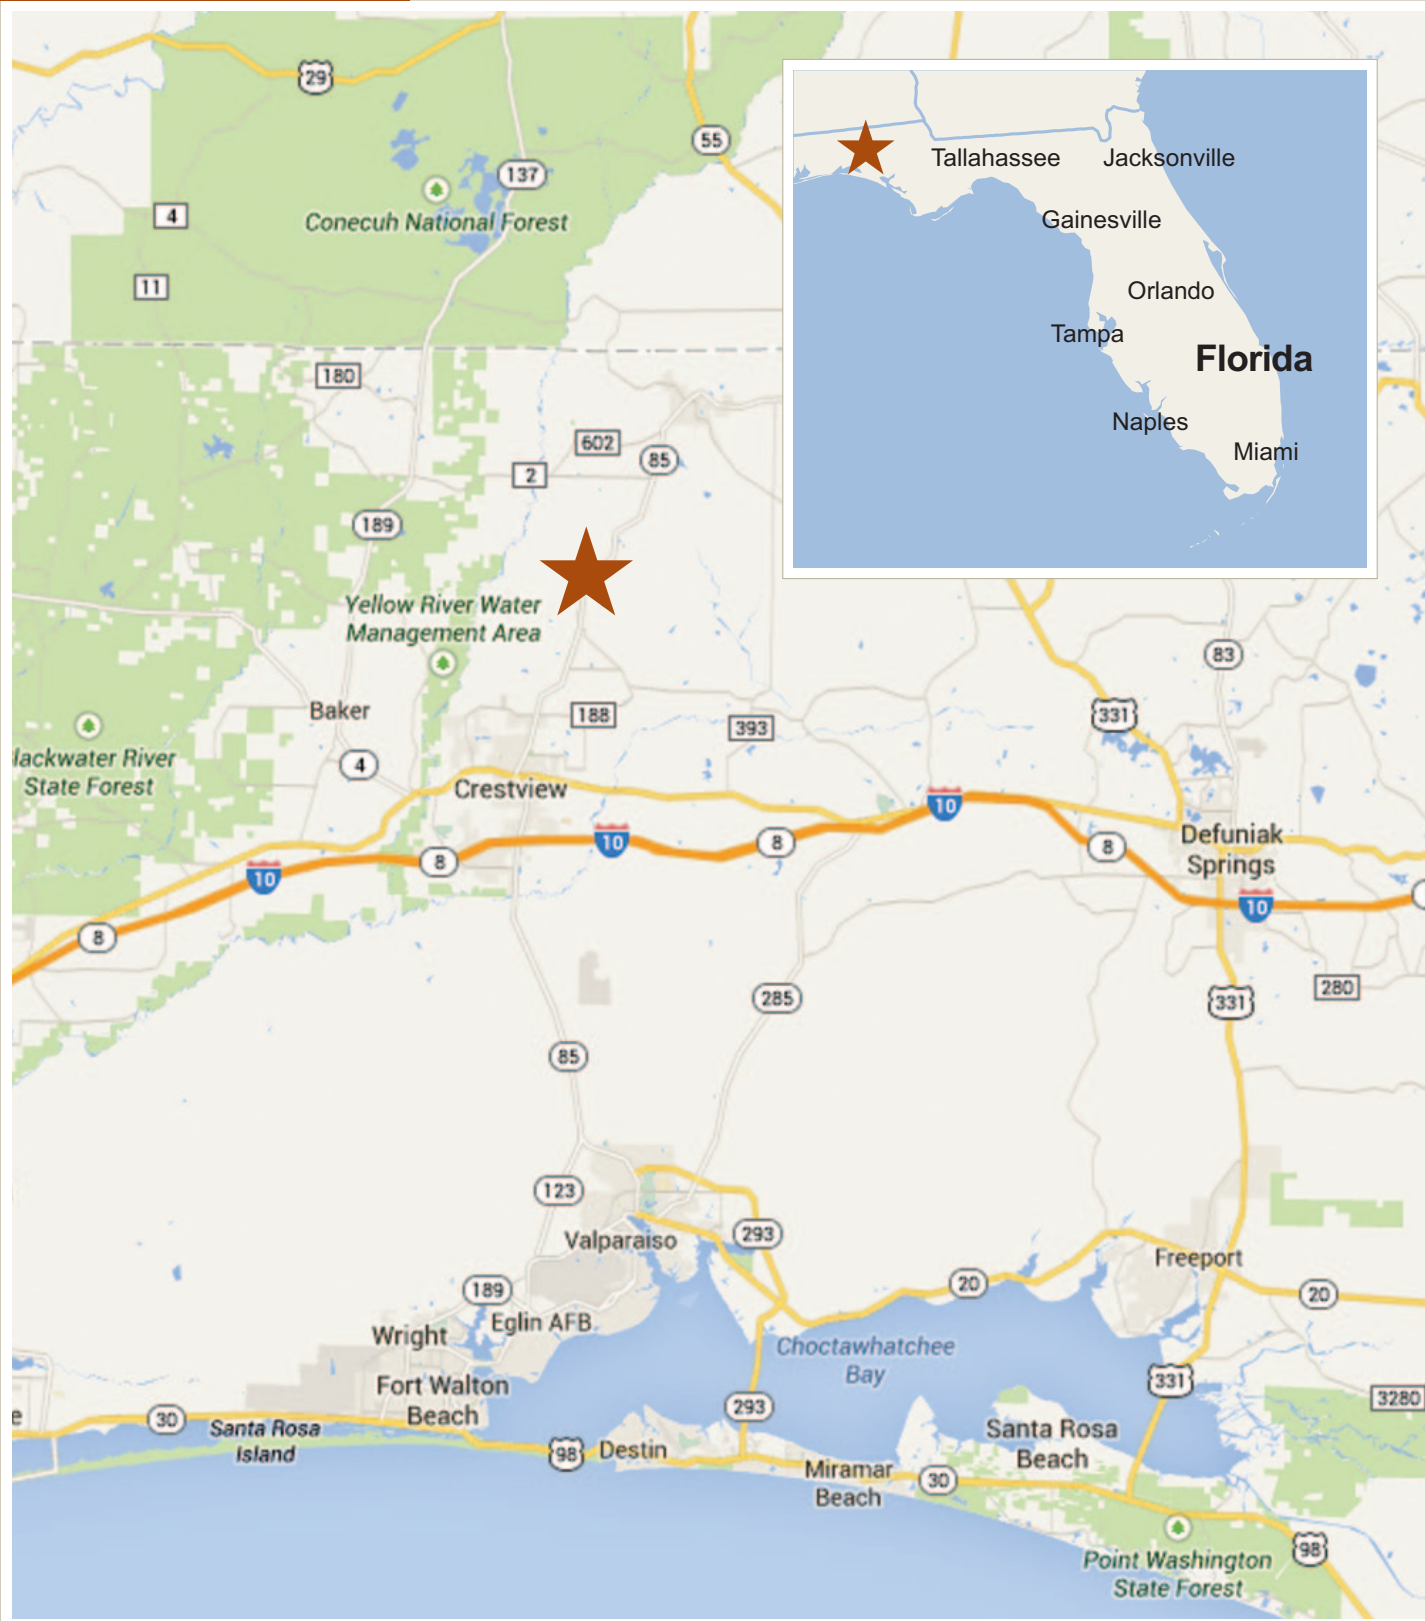 29
55
137
Conecuh National Forest
4
11
Tallahassee
Jacksonville
Gainesville
Orlando
Tampa
Florida
Naples
Miami
180
602
85
2
189
Yellow River Water
Management Area
83
Baker
188
393
331
lackwater River
State Forest
4
Crestview
10
8
10
8
8
10
Defuniak
Springs
10
8
285
280
331
85
123
Valparaiso
293
Freeport
189
20
20
Eglin AFB
Wright
Choctawhatchee
Bay
331
Fort Walton
Beach
293
3280
e
30
Santa Rosa
Island
98
Destin
Santa Rosa
Beach
Miramar
Beach
30
98
Point Washington
State Forest